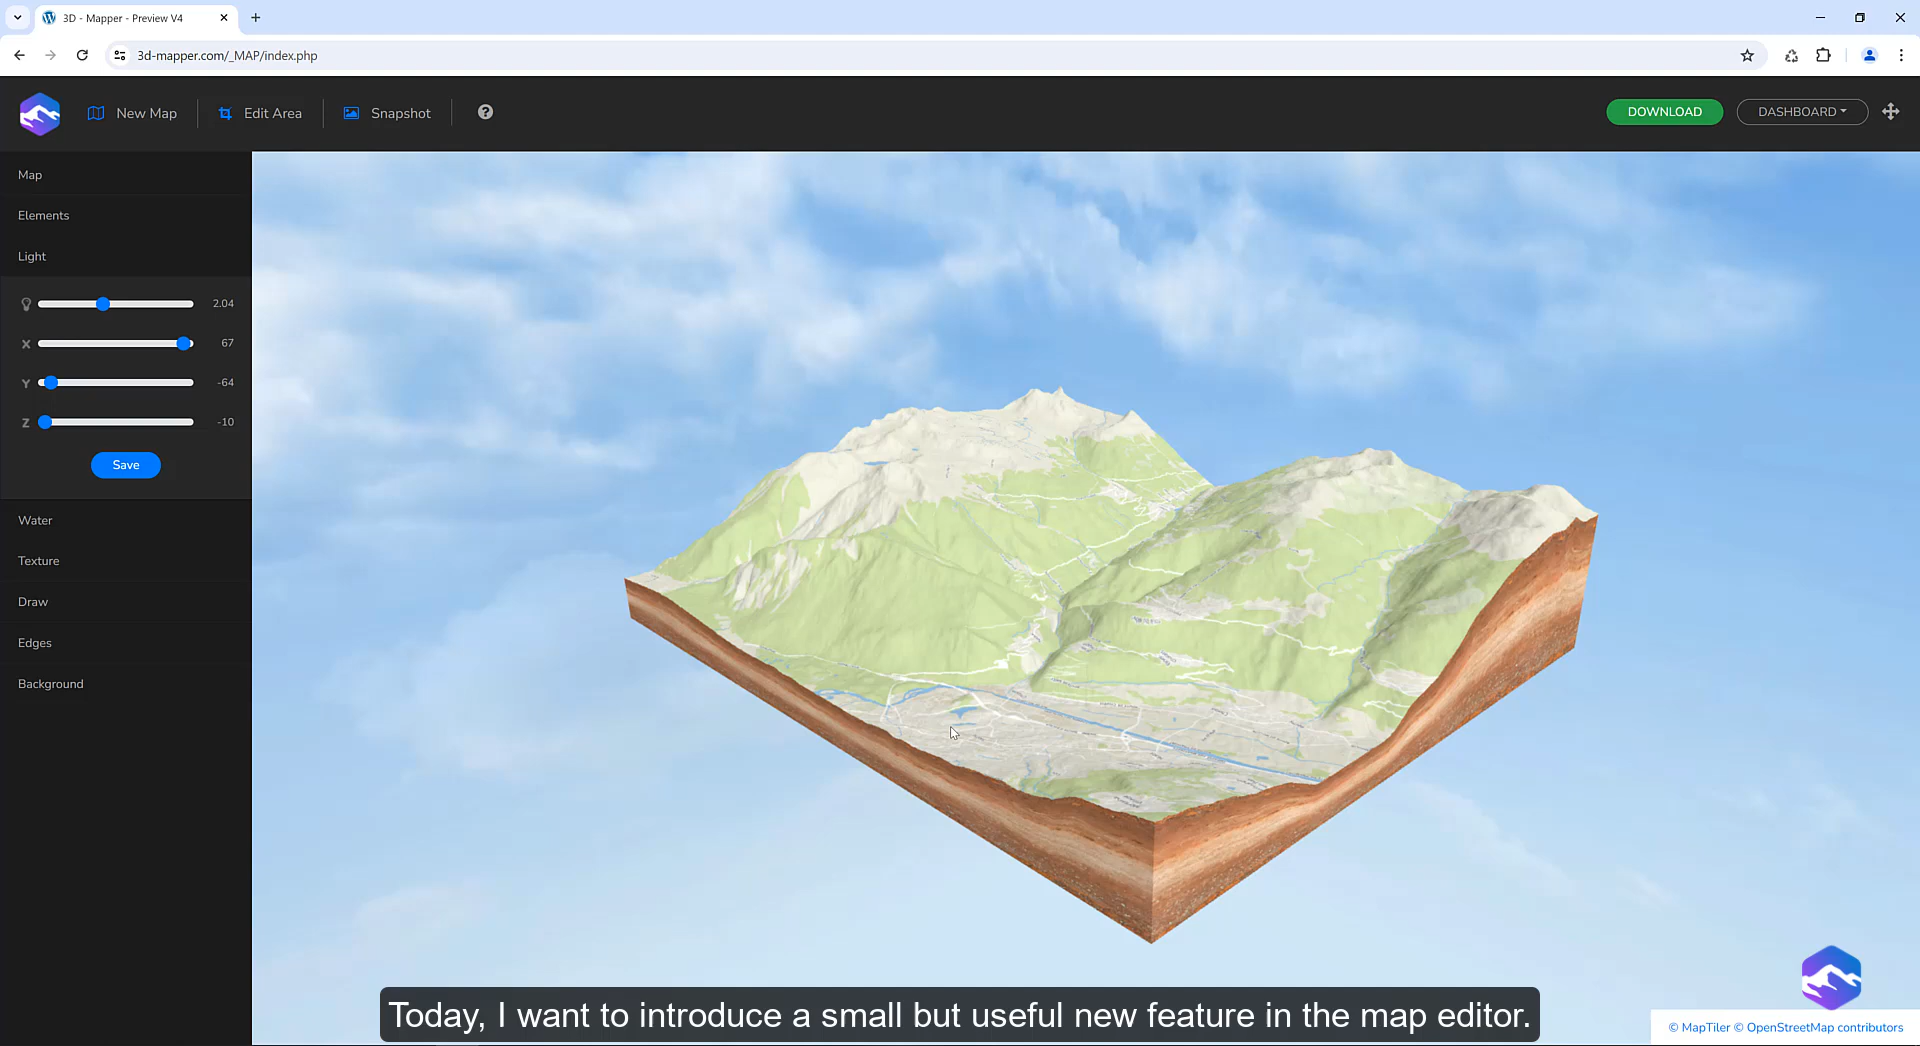 3D - Mapper - Preview V4
3d-mapper.com/_MAP/index.php
New Map
Edit Area
Snapshot
?
DOWNLOAD
DASHBOARD
Map
Elements
Light
2.04
X 67
Y -64
Z -10
Save
Water
Texture
Draw
Edges
Background
Today, I want to introduce a small but useful new feature in the map editor.
© MapTiler © OpenStreetMap contributors